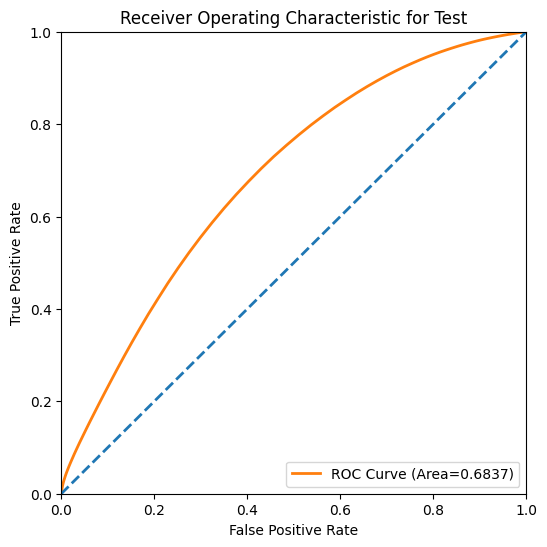 Receiver Operating Characteristic for Test
True Positive Rate
1.0
0.8
0.6
0.4
0.2
0.0
0.0 0.2 0.4 0.6 0.8 1.0
False Positive Rate
ROC Curve (Area=0.6837)